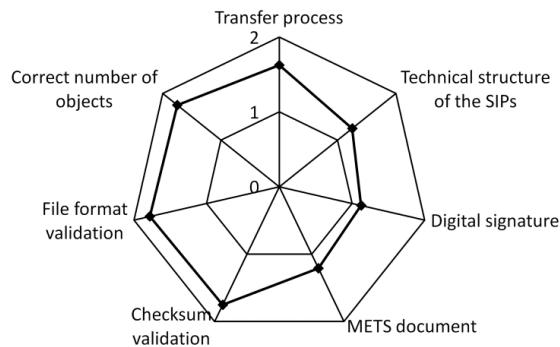 Transfer process
2
Correct number of
objects
Technical structure
of the SIPs
1
0
File format
validation
Digital signature
Checksum
validation
METS document